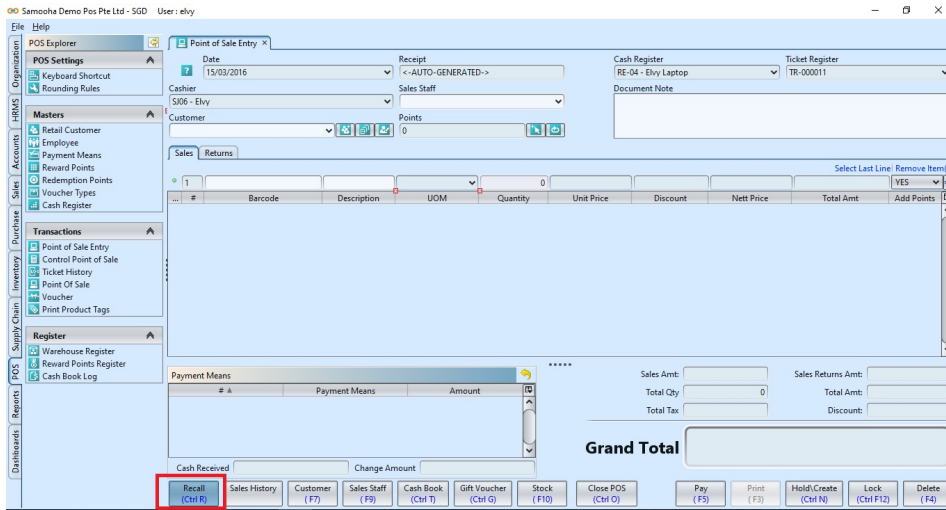 Samooha Demo Pos Pte Ltd - SGD User : elvy
File Help
Organization
HRMS
Accounts
Sales
Purchase
Inventory
Supply Chain
POS
Reports
Dashboards
POS Explorer
POS Settings
Keyboard Shortcut
Rounding Rules
Masters
Retail Customer
Employee
Payment Means
Reward Points
Redemption Points
Voucher Types
Cash Register
Transactions
Point of Sale Entry
Control Point of Sale
Ticket History
Point Of Sale
Voucher
Print Product Tags
Register
Warehouse Register
Reward Points Register
Cash Book Log
Point of Sale Entry
Date Receipt Cash Register Ticket Register
? 15/03/2016 <-AUTO-GENERATED-> RE-04 - Elvy Laptop TR-000011
Cashier Sales Staff Document Note
SJ06 - Elvy
Customer Points
0
Sales Returns
Select Last Line Remove Item
1 0 YES
... # Barcode Description UOM Quantity Unit Price Discount Nett Price Total Amt Add Points
Payment Means
# Payment Means Amount
Cash Received Change Amount
Sales Amt: Sales Returns Amt:
Total Qty 0 Total Amt:
Total Tax Discount:
Grand Total
Recall Sales History Customer Sales Staff Cash Book Gift Voucher Stock Close POS Pay Print Hold\Create Lock Delete
(Ctrl R) ( F7) ( F9) (Ctrl T) (Ctrl G) ( F10) (Ctrl O) ( F5) ( F3) (Ctrl N) (Ctrl F12) ( F4)